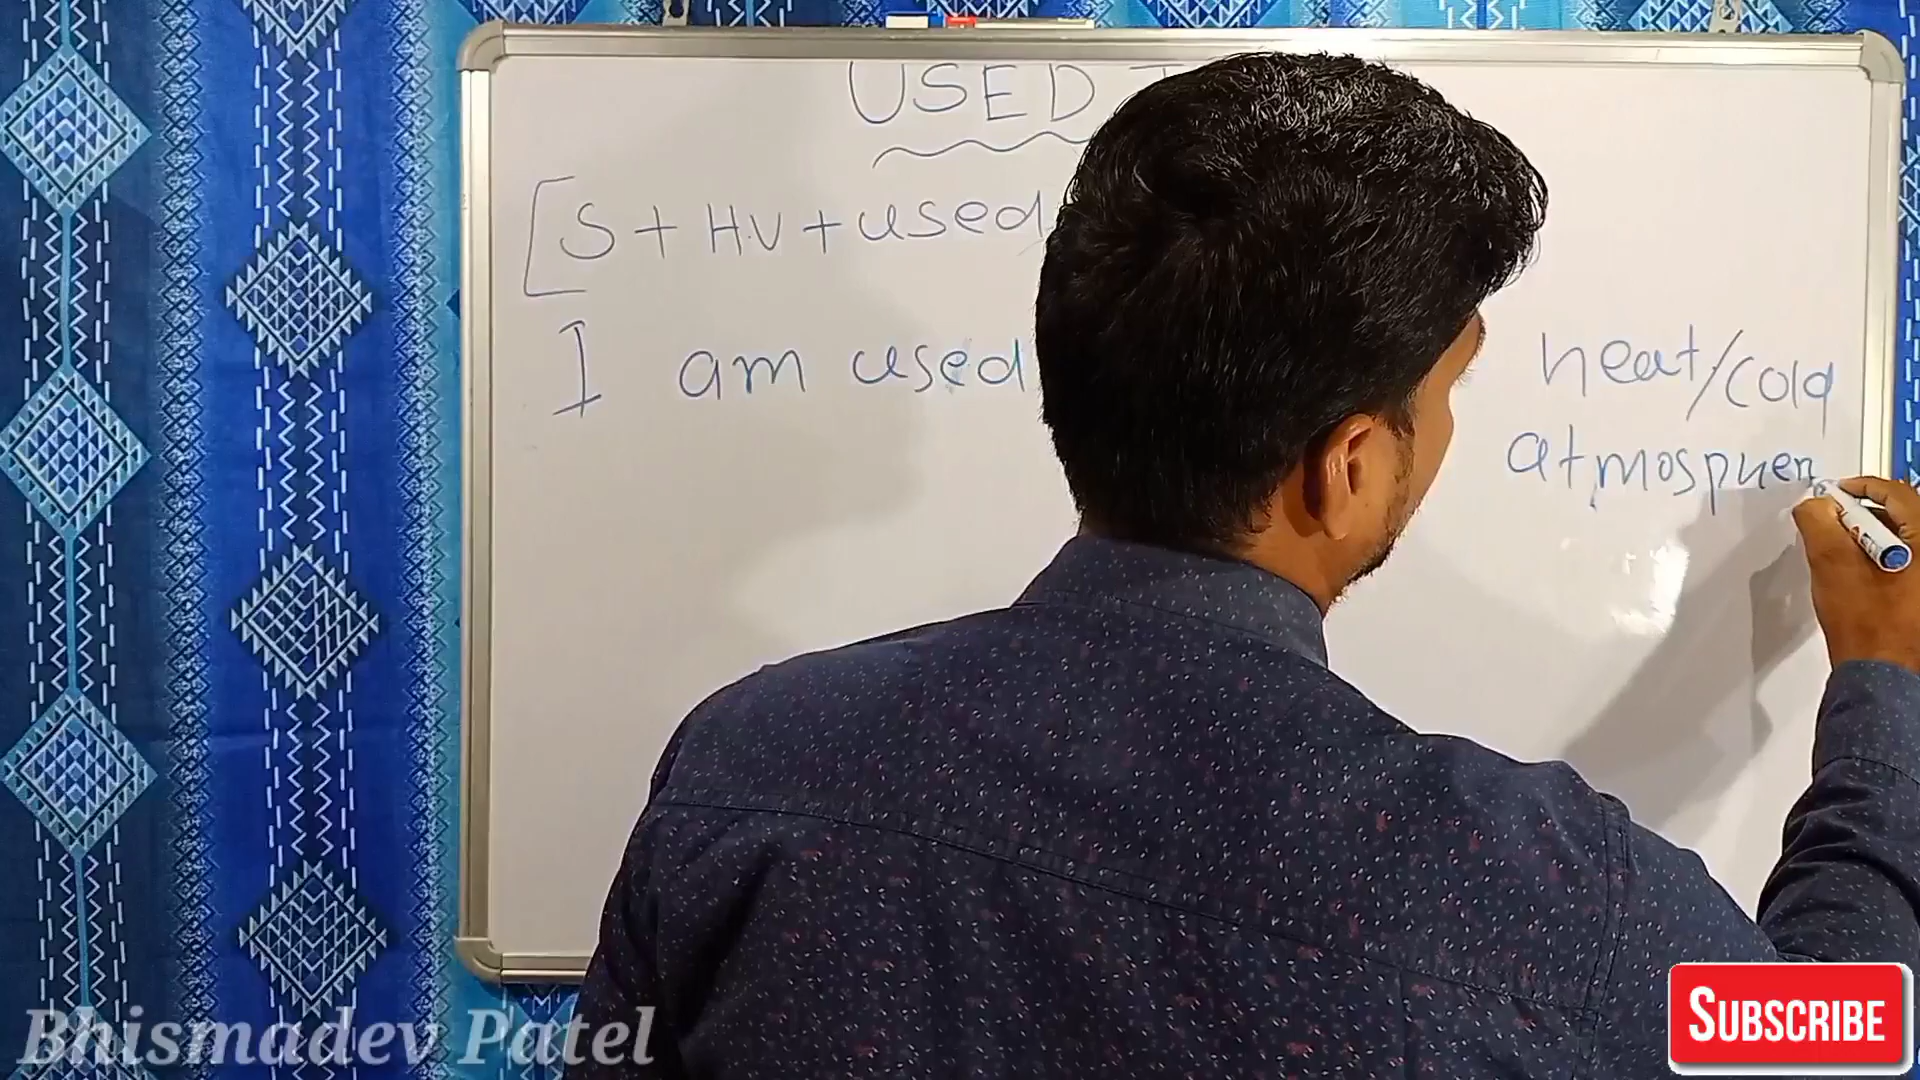 USED T
[S + H.V + used
I am used heat/cold
atmospher
Bhismadev Patel
SUBSCRIBE